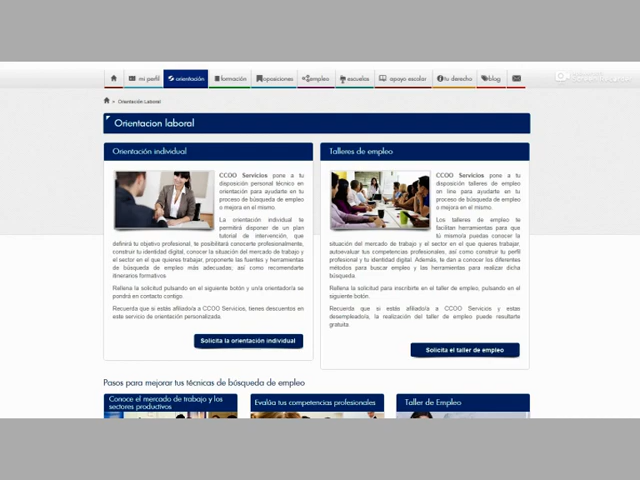 mi perfil orientación formación oposiciones empleo escuelas apoyo escolar tu derecho blog
Orientación Laboral
Orientacion laboral
Orientación individual
CCOO Servicios pone a tu
disposición personal técnico en
orientación para ayudarte en tu
proceso de búsqueda de empleo
o mejora en el mismo.
La orientación individual te
permitirá disponer de un plan
tutorial de intervención, que
definirá tu objetivo profesional, te posibilitará conocerte profesionalmente,
construir tu identidad digital, conocer la situación del mercado de trabajo y
el sector en el que quieres trabajar, proponerte las fuentes y herramientas
de búsqueda de empleo más adecuadas; así como recomendarte
itinerarios formativos.
Rellena la solicitud pulsando en el siguiente botón y un/a orientador/a se
pondrá en contacto contigo.
Recuerda que si estás afiliado/a a CCOO Servicios, tienes descuentos en
este servicio de orientación personalizada.
Solicita la orientación individual
Talleres de empleo
CCOO Servicios pone a tu
disposición talleres de empleo
on line para ayudarte en tu
proceso de búsqueda de empleo
o mejora en el mismo.
Los talleres de empleo te
facilitan herramientas para que
tú mismo/a puedas conocer la
situación del mercado de trabajo y el sector en el que quieres trabajar,
autoevaluar tus competencias profesionales, así como construir tu perfil
profesional y tu identidad digital. Además, te dan a conocer los diferentes
métodos para buscar empleo y las herramientas para realizar dicha
búsqueda.
Rellena la solicitud para inscribirte en el taller de empleo, pulsando en el
siguiente botón.
Recuerda que si estás afiliado/a a CCOO Servicios y estas
desempleado/a, la realización del taller de empleo puede resultarte
gratuita.
Solicita el taller de empleo
Pasos para mejorar tus técnicas de búsqueda de empleo
Conoce el mercado de trabajo y los
sectores productivos
Evalúa tus competencias profesionales
Taller de Empleo